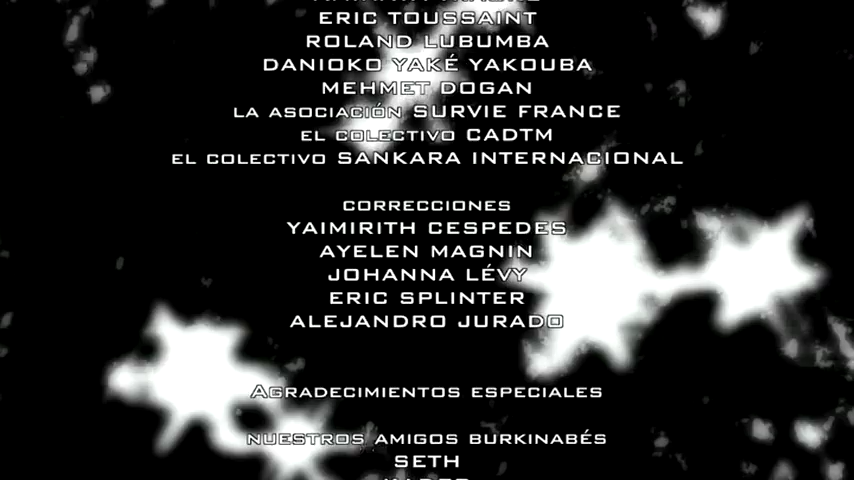 ERIC TOUSSAINT
ROLAND LUBUMBA
DANIOKO YAKÉ YAKOUBA
MEHMET DOGAN
LA ASOCIACIÓN SURVIE FRANCE
EL COLECTIVO CADTM
EL COLECTIVO SANKARA INTERNACIONAL
CORRECCIONES
YAIMIRITH CESPEDES
AYELEN MAGNIN
JOHANNA LÉVY
ERIC SPLINTER
ALEJANDRO JURADO
AGRADECIMIENTOS ESPECIALES
NUESTROS AMIGOS BURKINABÉS
SETH